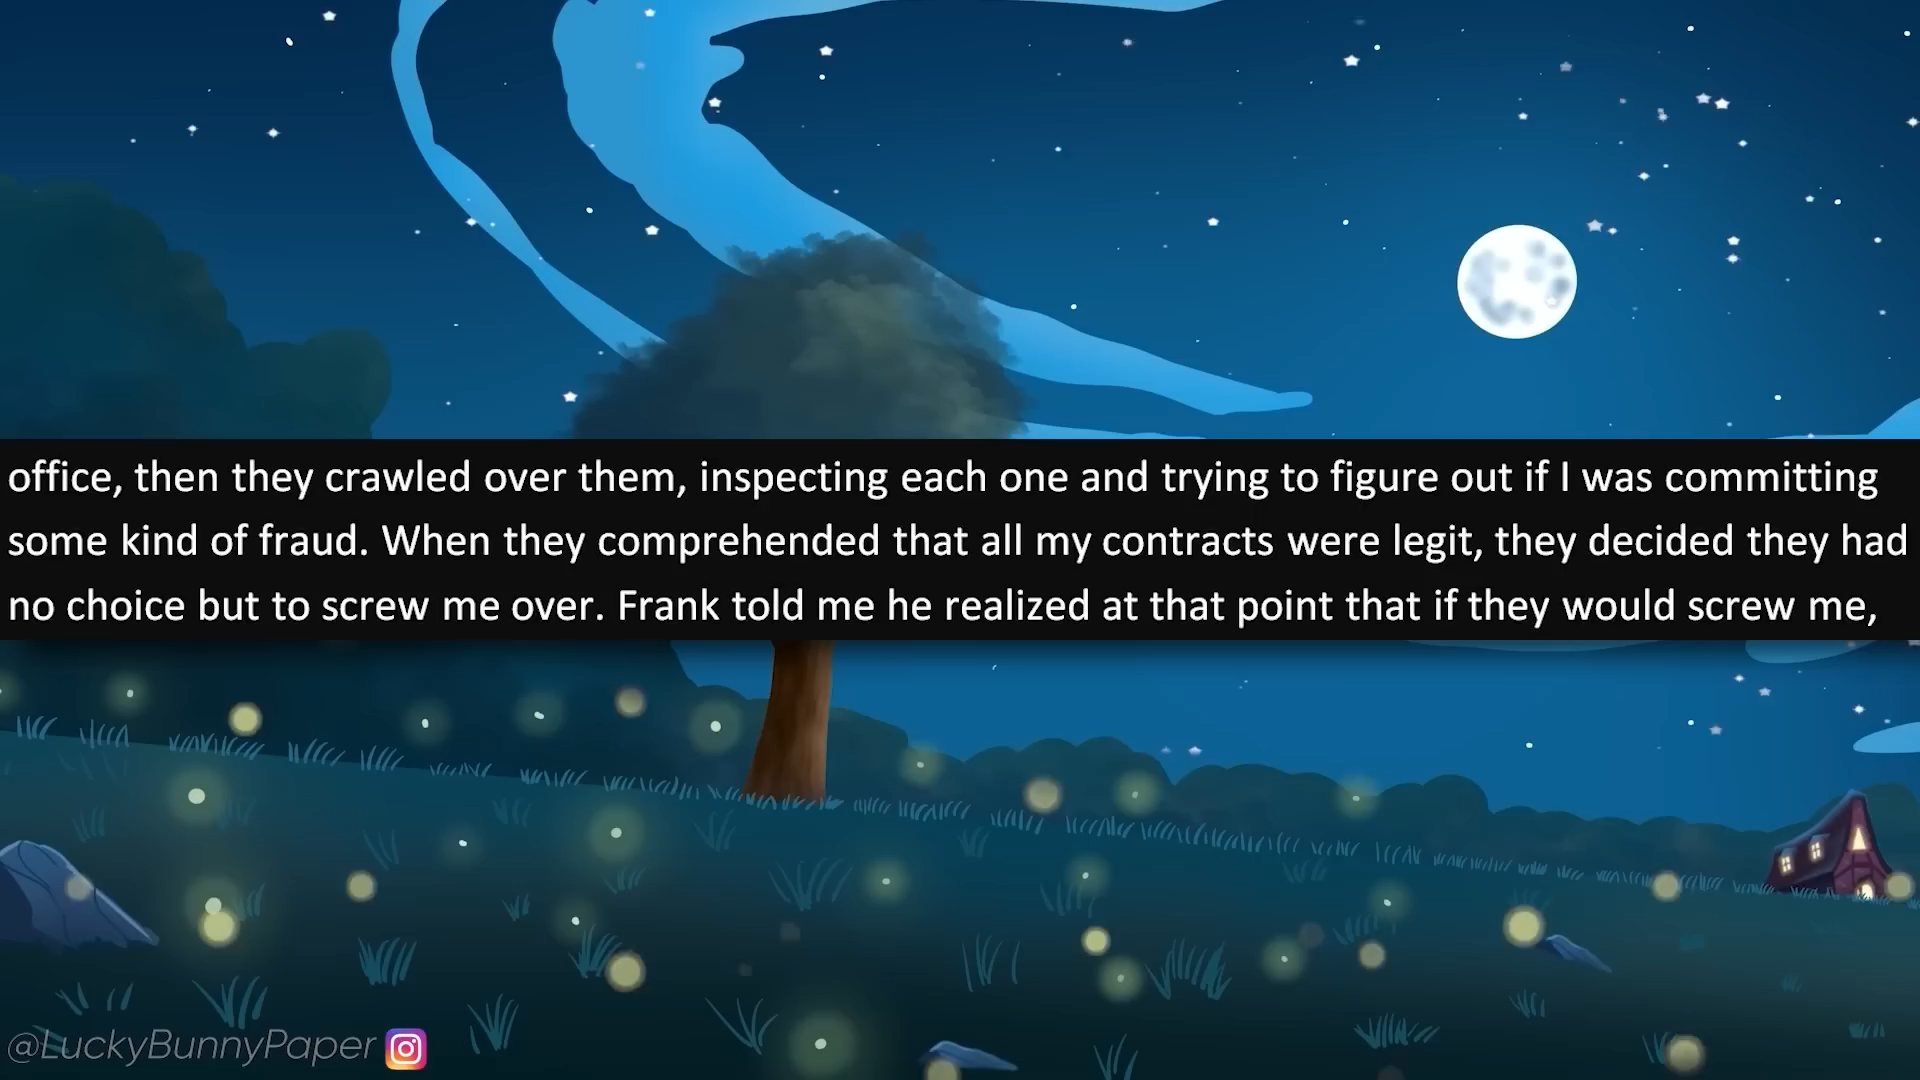 office, then they crawled over them, inspecting each one and trying to figure out if I was committing
some kind of fraud. When they comprehended that all my contracts were legit, they decided they had
no choice but to screw me over. Frank told me he realized at that point that if they would screw me,
@LuckyBunnyPaper